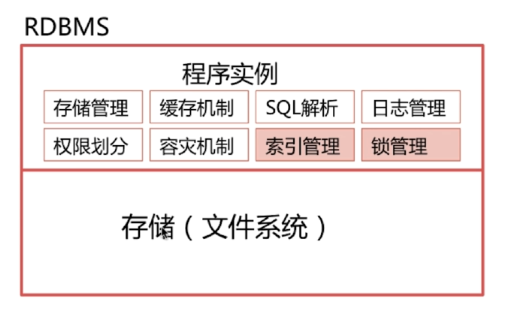 RDBMS
程序实例
存储管理 缓存机制 SQL解析 日志管理
权限划分 容灾机制 索引管理 锁管理
存储（文件系统）